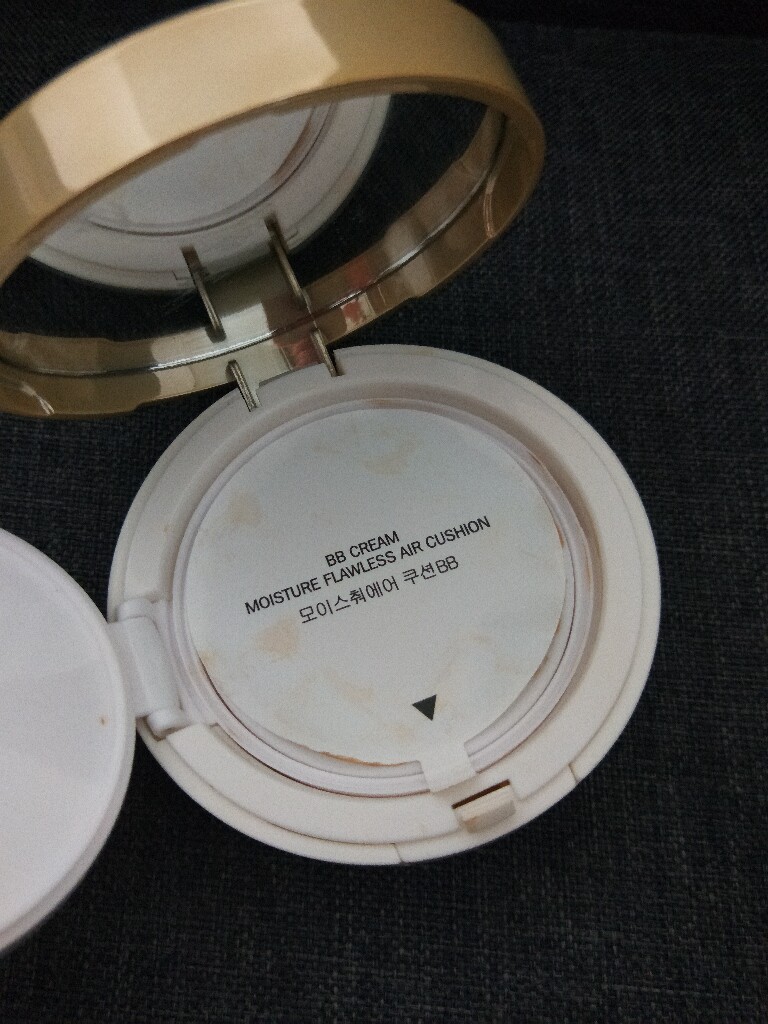 BB CREAM
MOISTURE FLAWLESS AIR CUSHION
모이스춰에어 쿠션BB